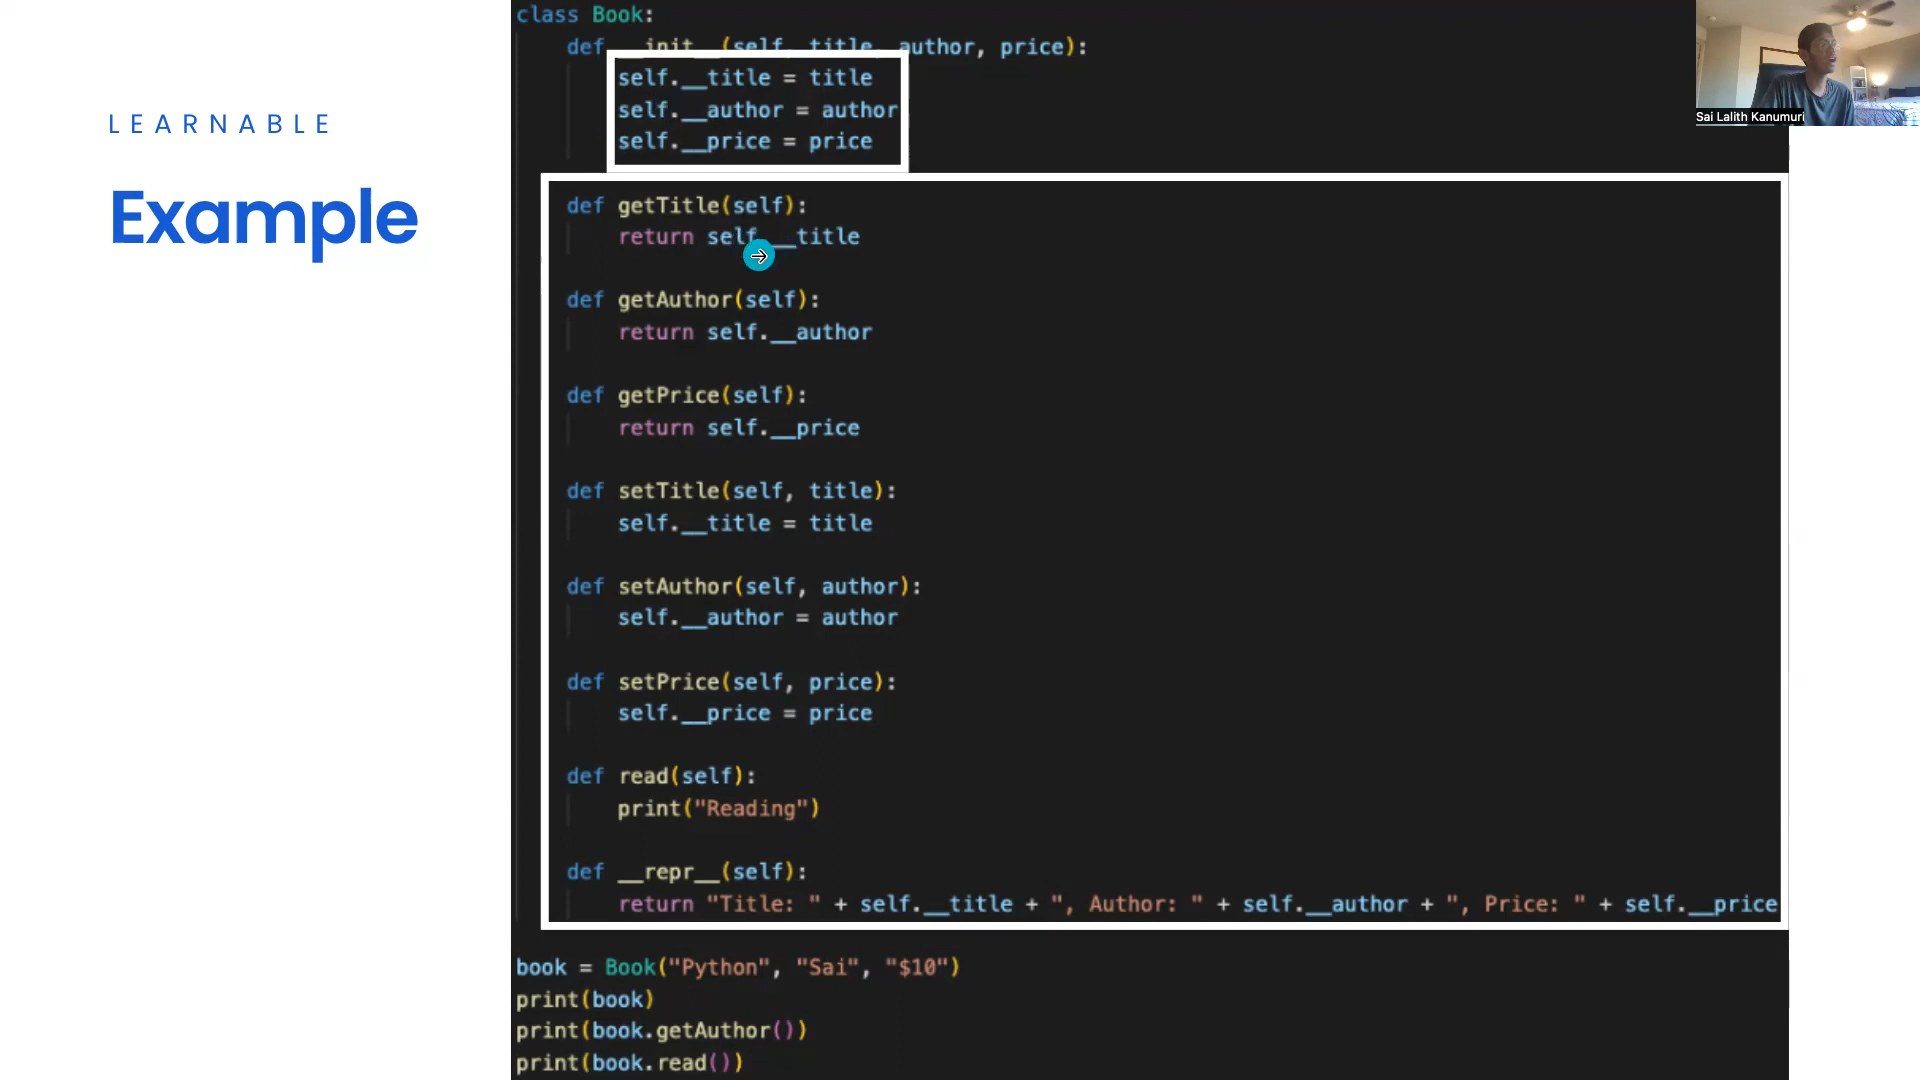 LEARNABLE
Example
class Book:
def __init__(self, title, author, price):
self.__title = title
self.__author = author
self.__price = price
def getTitle(self):
return self.__title
def getAuthor(self):
return self.__author
def getPrice(self):
return self.__price
def setTitle(self, title):
self.__title = title
def setAuthor(self, author):
self.__author = author
def setPrice(self, price):
self.__price = price
def read(self):
print("Reading")
def __repr__(self):
return "Title: " + self.__title + ", Author: " + self.__author + ", Price: " + self.__price
book = Book("Python", "Sai", "$10")
print(book)
print(book.getAuthor())
print(book.read())
Sai Lalith Kanumuri